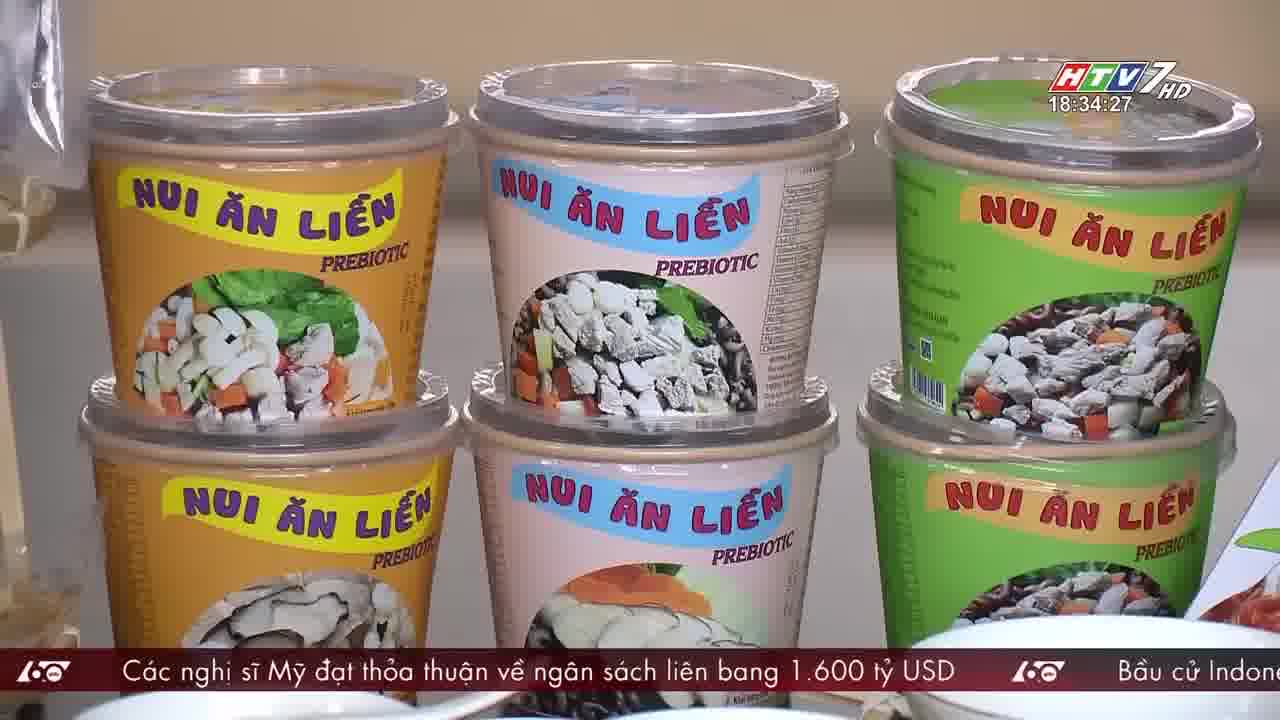 HTV7 HD
18:34:27
NUI ĂN LIỀN
PREBIOTIC
NUI ĂN LIỀN
PREBIOTIC
NUI ĂN LIỀN
PREBIOTIC
NUI ĂN LIỀN
PREBIOTIC
NUI ĂN LIỀN
PREBIOTIC
NUI ĂN LIỀN
PREBIOTIC
60 Các nghị sĩ Mỹ đạt thỏa thuận về ngân sách liên bang 1.600 tỷ USD 60 Bầu cử Indone